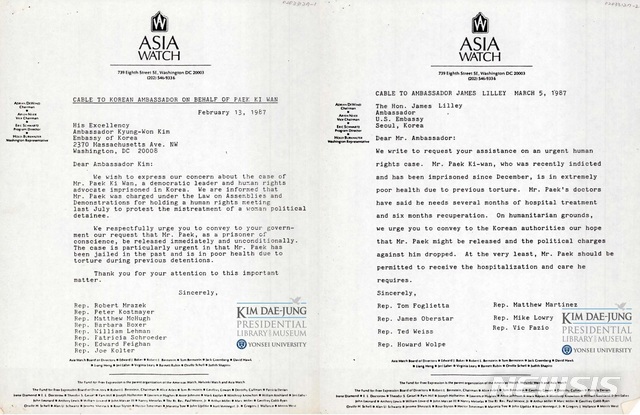 ASIA
WATCH
739 Eighth Street SE, Washington DC 20003
(202) 546-9336
CABLE TO KOREAN AMBASSADOR ON BEHALF OF PAEK KI WAN
February 13, 1987
His Excellency
Ambassador Kyung-Won Kim
Embassy of Korea
2370 Massachusetts Ave. NW
Washington, DC 20008
Dear Ambassador Kim:
We wish to express our concern about the case of
Mr. Paek Ki Wan, a democratic leader and human rights
advocate imprisoned in Korea. We are informed that
Mr. Paek was charged under the Law on Assemblies and
Demonstrations for holding a human rights meeting
last July to protest the mistreatment of a woman political
detainee.
We respectfully urge you to convey to your govern-
ment our request that Mr. Paek, as a prisoner of
conscience, be released immediately and unconditionally.
The case is particularly urgent in that Mr. Paek has
been jailed in the past and is in poor health due to
torture during previous detentions.
Thank you for your attention to this important
matter.
Sincerely,
Rep. Robert Mrazek
Rep. Peter Kostmayer
Rep. Matthew McHugh
Rep. Barbara Boxer
Rep. William Lehman
Rep. Patricia Schroeder
Rep. Edward Feighan
Rep. Joe Kolter
KIM DAE-JUNG
PRESIDENTIAL
LIBRARY|MUSEUM
YONSEI UNIVERSITY
ASIA
WATCH
739 Eighth Street SE, Washington DC 20003
(202) 546-9336
CABLE TO AMBASSADOR JAMES LILLEY MARCH 5, 1987
The Hon. James Lilley
Ambassador
U.S. Embassy
Seoul, Korea
Dear Mr. Ambassador:
We write to request your assistance on an urgent human
rights case. Mr. Paek Ki-wan, who was recently indicted
and has been imprisoned since December, is in extremely
poor health due to previous torture. Mr. Paek's doctors
have said he needs several months of hospital treatment
and six months recuperation. On humanitarian grounds,
we urge you to convey to the Korean authorities our hope
that Mr. Paek might be released and the political charges
against him dropped. At the very least, Mr. Paek should be
permitted to receive the hospitalization and care he
requires.
Sincerely,
Rep. Tom Foglietta
Rep. Matthew Martinez
Rep. James Oberstar
Rep. Mike Lowry
Rep. Ted Weiss
Rep. Vic Fazio
Rep. Howard Wolpe
KIM DAE-JUNG
PRESIDENTIAL
LIBRARY|MUSEUM
YONSEI UNIVERSITY
NEWSIS